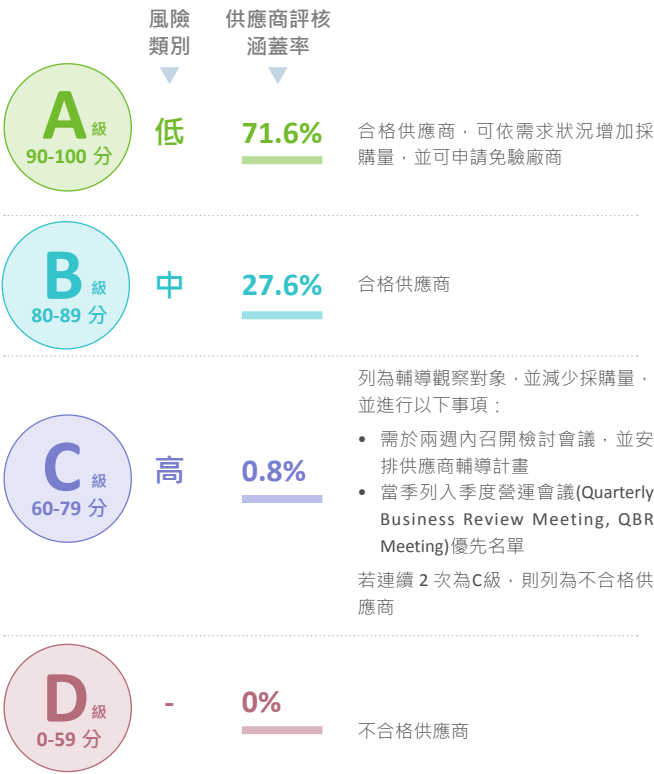 風險
類別
供應商評核
涵蓋率
A 級
90-100 分
低
71.6%
合格供應商，可依需求狀況增加採
購量，並可申請免驗廠商
B 級
80-89 分
中
27.6%
合格供應商
C 級
60-79 分
高
0.8%
列為輔導觀察對象，並減少採購量，
並進行以下事項：
• 需於兩週內召開檢討會議，並安
排供應商輔導計畫
• 當季列入季度營運會議(Quarterly
Business Review Meeting, QBR
Meeting)優先名單
若連續 2 次為C級，則列為不合格供
應商
D 級
0-59 分
-
0%
不合格供應商